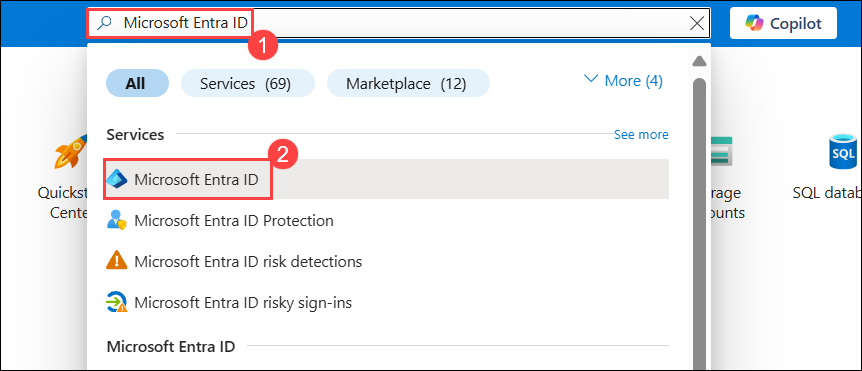 Microsoft Entra ID
Copilot
1
All
Services (69)
Marketplace (12)
More (4)
Services
See more
2
Microsoft Entra ID
Microsoft Entra ID Protection
Microsoft Entra ID risk detections
Microsoft Entra ID risky sign-ins
Microsoft Entra ID
Quickst
Cente
rage
ounts
SQL
SQL datab